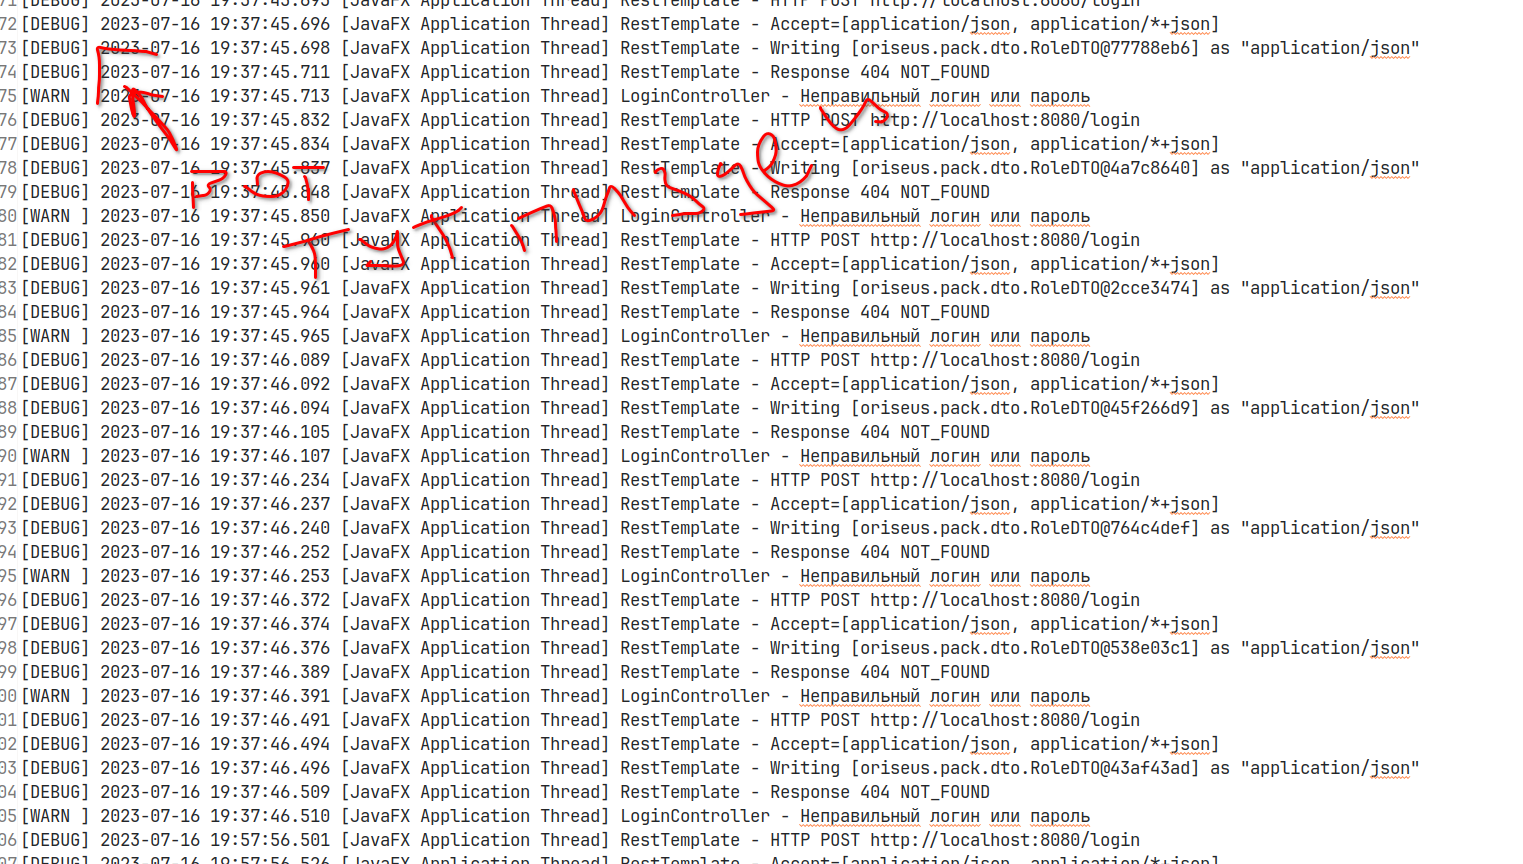 71 [DEBUG] 2023-07-16 19:37:45.695 [JavaFX Application Thread] RestTemplate - HTTP POST http://localhost:8080/login
72 [DEBUG] 2023-07-16 19:37:45.696 [JavaFX Application Thread] RestTemplate - Accept=[application/json, application/*+json]
73 [DEBUG] 2023-07-16 19:37:45.698 [JavaFX Application Thread] RestTemplate - Writing [oriseus.pack.dto.RoleDTO@77788eb6] as "application/json"
74 [DEBUG] 2023-07-16 19:37:45.711 [JavaFX Application Thread] RestTemplate - Response 404 NOT_FOUND
75 [WARN ] 2023-07-16 19:37:45.713 [JavaFX Application Thread] LoginController - Неправильный логин или пароль
76 [DEBUG] 2023-07-16 19:37:45.832 [JavaFX Application Thread] RestTemplate - HTTP POST http://localhost:8080/login
77 [DEBUG] 2023-07-16 19:37:45.834 [JavaFX Application Thread] RestTemplate - Accept=[application/json, application/*+json]
78 [DEBUG] 2023-07-16 19:37:45.837 [JavaFX Application Thread] RestTemplate - Writing [oriseus.pack.dto.RoleDTO@4a7c8640] as "application/json"
79 [DEBUG] 2023-07-16 19:37:45.848 [JavaFX Application Thread] RestTemplate - Response 404 NOT_FOUND
80 [WARN ] 2023-07-16 19:37:45.850 [JavaFX Application Thread] LoginController - Неправильный логин или пароль
81 [DEBUG] 2023-07-16 19:37:45.960 [JavaFX Application Thread] RestTemplate - HTTP POST http://localhost:8080/login
82 [DEBUG] 2023-07-16 19:37:45.960 [JavaFX Application Thread] RestTemplate - Accept=[application/json, application/*+json]
83 [DEBUG] 2023-07-16 19:37:45.961 [JavaFX Application Thread] RestTemplate - Writing [oriseus.pack.dto.RoleDTO@2cce3474] as "application/json"
84 [DEBUG] 2023-07-16 19:37:45.964 [JavaFX Application Thread] RestTemplate - Response 404 NOT_FOUND
85 [WARN ] 2023-07-16 19:37:45.965 [JavaFX Application Thread] LoginController - Неправильный логин или пароль
86 [DEBUG] 2023-07-16 19:37:46.089 [JavaFX Application Thread] RestTemplate - HTTP POST http://localhost:8080/login
87 [DEBUG] 2023-07-16 19:37:46.092 [JavaFX Application Thread] RestTemplate - Accept=[application/json, application/*+json]
88 [DEBUG] 2023-07-16 19:37:46.094 [JavaFX Application Thread] RestTemplate - Writing [oriseus.pack.dto.RoleDTO@45f266d9] as "application/json"
89 [DEBUG] 2023-07-16 19:37:46.105 [JavaFX Application Thread] RestTemplate - Response 404 NOT_FOUND
90 [WARN ] 2023-07-16 19:37:46.107 [JavaFX Application Thread] LoginController - Неправильный логин или пароль
91 [DEBUG] 2023-07-16 19:37:46.234 [JavaFX Application Thread] RestTemplate - HTTP POST http://localhost:8080/login
92 [DEBUG] 2023-07-16 19:37:46.237 [JavaFX Application Thread] RestTemplate - Accept=[application/json, application/*+json]
93 [DEBUG] 2023-07-16 19:37:46.240 [JavaFX Application Thread] RestTemplate - Writing [oriseus.pack.dto.RoleDTO@764c4def] as "application/json"
94 [DEBUG] 2023-07-16 19:37:46.252 [JavaFX Application Thread] RestTemplate - Response 404 NOT_FOUND
95 [WARN ] 2023-07-16 19:37:46.253 [JavaFX Application Thread] LoginController - Неправильный логин или пароль
96 [DEBUG] 2023-07-16 19:37:46.372 [JavaFX Application Thread] RestTemplate - HTTP POST http://localhost:8080/login
97 [DEBUG] 2023-07-16 19:37:46.374 [JavaFX Application Thread] RestTemplate - Accept=[application/json, application/*+json]
98 [DEBUG] 2023-07-16 19:37:46.376 [JavaFX Application Thread] RestTemplate - Writing [oriseus.pack.dto.RoleDTO@538e03c1] as "application/json"
99 [DEBUG] 2023-07-16 19:37:46.389 [JavaFX Application Thread] RestTemplate - Response 404 NOT_FOUND
00 [WARN ] 2023-07-16 19:37:46.391 [JavaFX Application Thread] LoginController - Неправильный логин или пароль
01 [DEBUG] 2023-07-16 19:37:46.491 [JavaFX Application Thread] RestTemplate - HTTP POST http://localhost:8080/login
02 [DEBUG] 2023-07-16 19:37:46.494 [JavaFX Application Thread] RestTemplate - Accept=[application/json, application/*+json]
03 [DEBUG] 2023-07-16 19:37:46.496 [JavaFX Application Thread] RestTemplate - Writing [oriseus.pack.dto.RoleDTO@43af43ad] as "application/json"
04 [DEBUG] 2023-07-16 19:37:46.509 [JavaFX Application Thread] RestTemplate - Response 404 NOT_FOUND
05 [WARN ] 2023-07-16 19:37:46.510 [JavaFX Application Thread] LoginController - Неправильный логин или пароль
06 [DEBUG] 2023-07-16 19:57:56.501 [JavaFX Application Thread] RestTemplate - HTTP POST http://localhost:8080/login
07 [DEBUG] 2023-07-16 19:57:56.526 [JavaFX Application Thread] RestTemplate - Accept=[application/json, application/*+json]